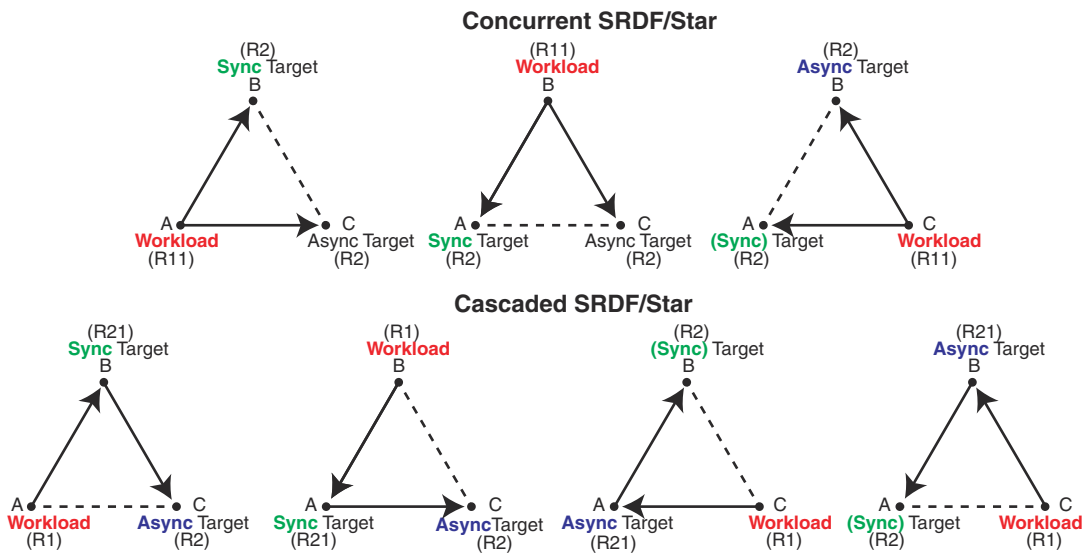 Concurrent SRDF/Star
(R2)
Sync Target
B
A
C
Workload
(R11)
Async Target
(R2)
(R11)
Workload
B
A
C
Sync Target
(R2)
Async Target
(R2)
(R2)
Async Target
B
A
C
(Sync) Target
(R2)
Workload
(R11)
Cascaded SRDF/Star
(R21)
Sync Target
B
A
C
Workload
(R1)
Async Target
(R2)
(R1)
Workload
B
A
C
Sync Target
(R21)
AsyncTarget
(R2)
(R2)
(Sync) Target
B
A
C
Async Target
(R21)
Workload
(R1)
(R21)
Async Target
B
A
C
(Sync) Target
(R2)
Workload
(R1)